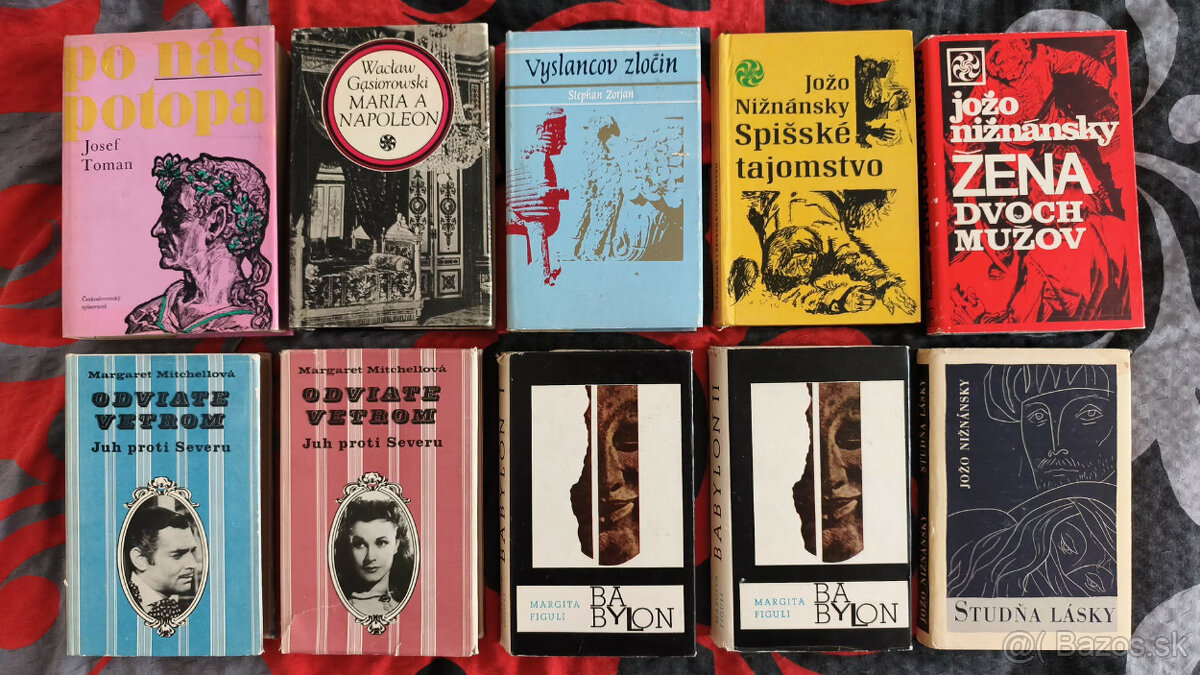 po nás
potopa
Josef
Toman
Československý
spisovatel
Wacław
Gąsiorowski
MARIA A
NAPOLEON
Vyslancov zločin
Stephan Zorjan
Jožo
Nižnánsky
Spišské
tajomstvo
jožo
nižnánsky
ŽENA
DVOCH
MUŽOV
Margaret Mitchellová
ODVIATE
VETROM
Juh proti Severu
Margaret Mitchellová
ODVIATE
VETROM
Juh proti Severu
BABYLON I
MARGITA
FIGULI
BA
BYLON
BABYLON II
MARGITA
FIGULI
BA
BYLON
JOŽO NIŽNÁNSKY STUDŇA LÁSKY
JOŽO NIŽNÁNSKY
STUDŇA LÁSKY
@( Bazos.sk